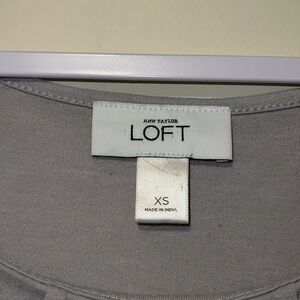 ANN TAYLOR
LOFT
XS
MADE IN INDIA